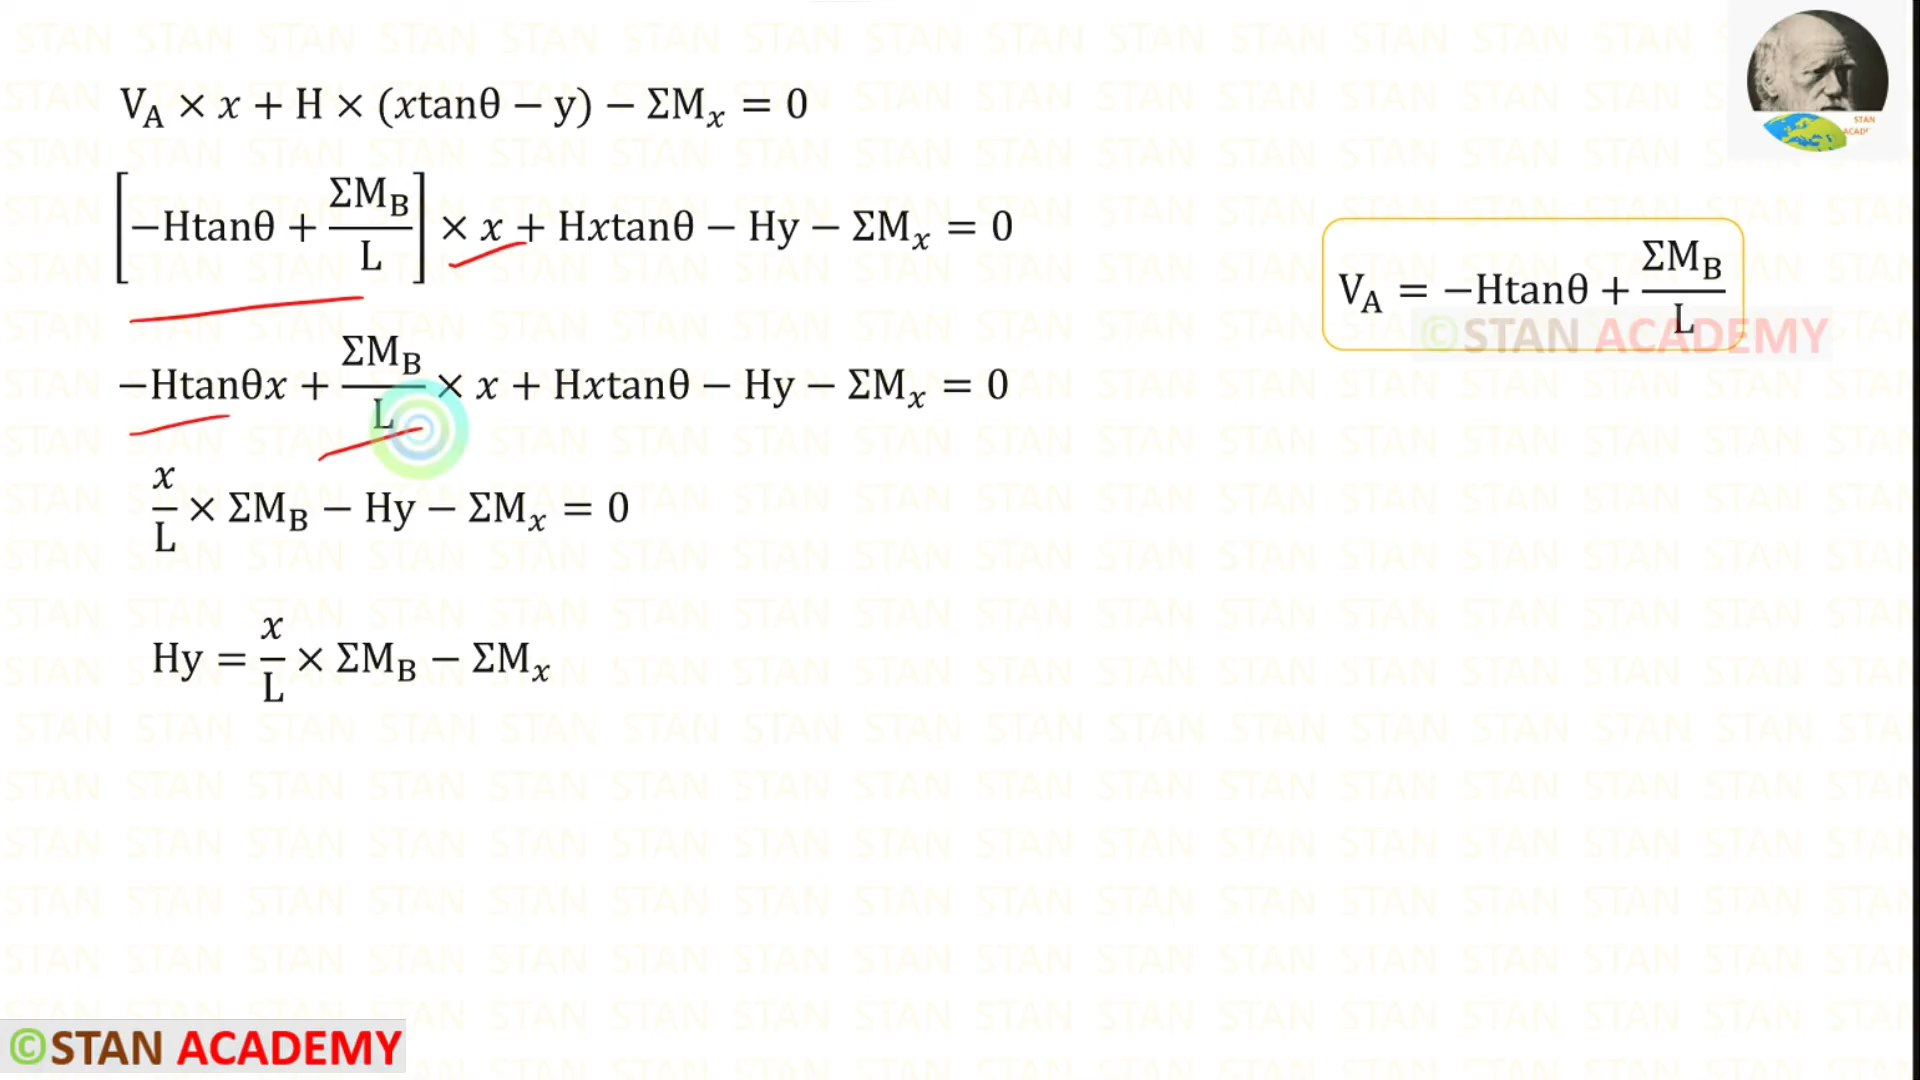 V_A × x + H × (xtanθ − y) − ΣM_x = 0
[−Htanθ + ΣM_B / L] × x + Hxtanθ − Hy − ΣM_x = 0
V_A = −Htanθ + ΣM_B / L
©STAN ACADEMY
−Htanθx + ΣM_B / L × x + Hxtanθ − Hy − ΣM_x = 0
x / L × ΣM_B − Hy − ΣM_x = 0
Hy = x / L × ΣM_B − ΣM_x
©STAN ACADEMY